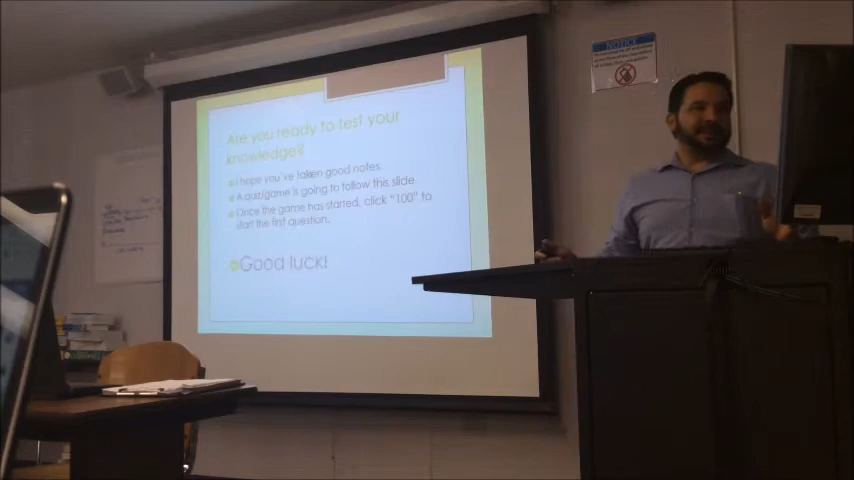 NOTICE
Are you ready to test your
knowledge?
I hope you've taken good notes.
A quiz/game is going to follow this slide.
Once the game has started, click "100" to
start the first question.
Good luck!